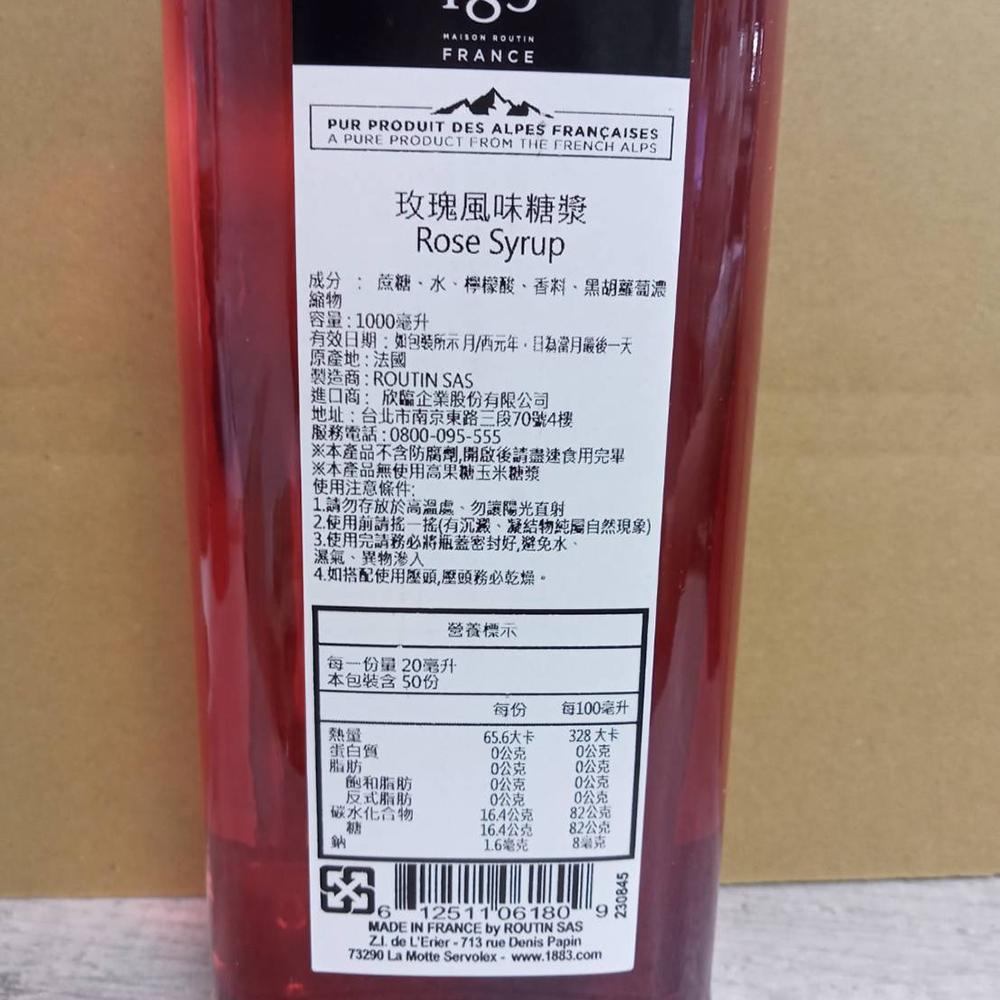 MAISON ROUTIN
FRANCE
PUR PRODUIT DES ALPES FRANÇAISES
A PURE PRODUCT FROM THE FRENCH ALPS
玫瑰風味糖漿
Rose Syrup
成分 : 蔗糖、水、檸檬酸、香料、黑胡蘿蔔濃
縮物
容量:1000毫升
有效日期:如包裝所示 月/西元年,日為當月最後一天
原產地:法國
製造商:ROUTIN SAS
進口商: 欣臨企業股份有限公司
地址:台北市南京東路三段70號4樓
服務電話:0800-095-555
※本產品不含防腐劑,開啟後請盡速食用完畢
※本產品無使用高果糖玉米糖漿
使用注意條件:
1.請勿存放於高溫處、勿讓陽光直射
2.使用前請搖一搖(有沉澱、凝結物純屬自然現象)
3.使用完請務必將瓶蓋密封好,避免水、
濕氣、異物滲入
4.如搭配使用壓頭,壓頭務必乾燥。
營養標示
每一份量 20毫升
本包裝含 50份
每份 每100毫升
熱量 65.6大卡 328 大卡
蛋白質 0公克 0公克
脂肪 0公克 0公克
飽和脂肪 0公克 0公克
反式脂肪 0公克 0公克
碳水化合物 16.4公克 82公克
糖 16.4公克 82公克
鈉 1.6毫克 8毫克
6 12511 06180 9
230845
MADE IN FRANCE by ROUTIN SAS
Z.I. de L'Erier - 713 rue Denis Papin
73290 La Motte Servolex - www.1883.com